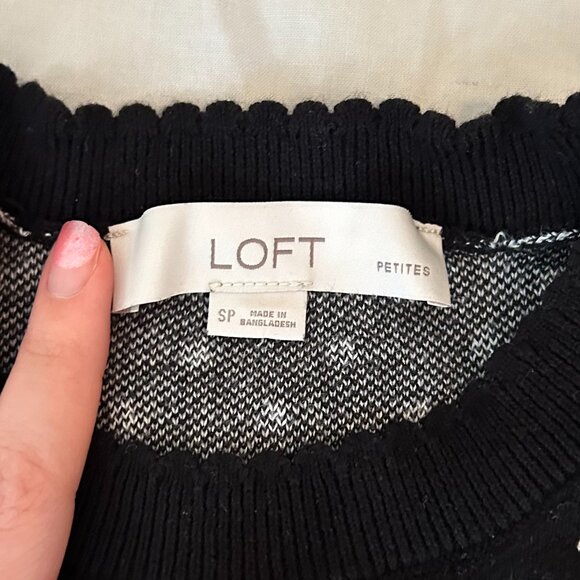 LOFT
PETITES
SP
MADE IN
BANGLADESH